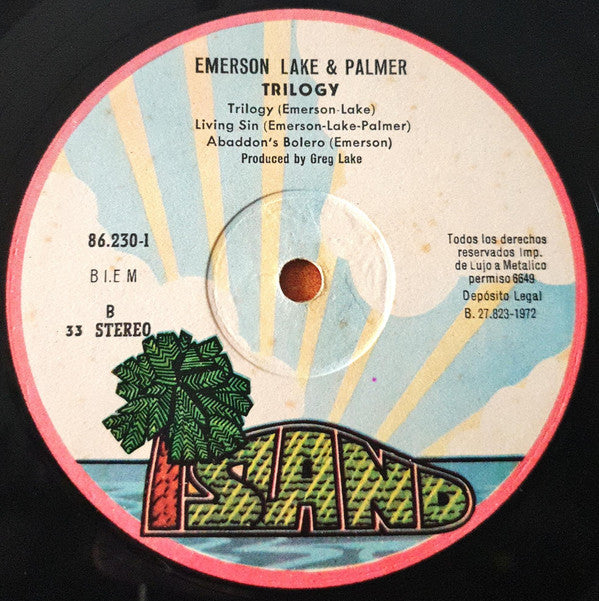 EMERSON LAKE & PALMER
TRILOGY
Trilogy (Emerson-Lake)
Living Sin (Emerson-Lake-Palmer)
Abaddon's Bolero (Emerson)
Produced by Greg Lake
86.230-I
B I.E M
B
33 STEREO
Todos los derechos
reservados Imp.
de Lujo a Metalico
permiso 6649
Depósito Legal
B. 27.823-1972
ISLAND